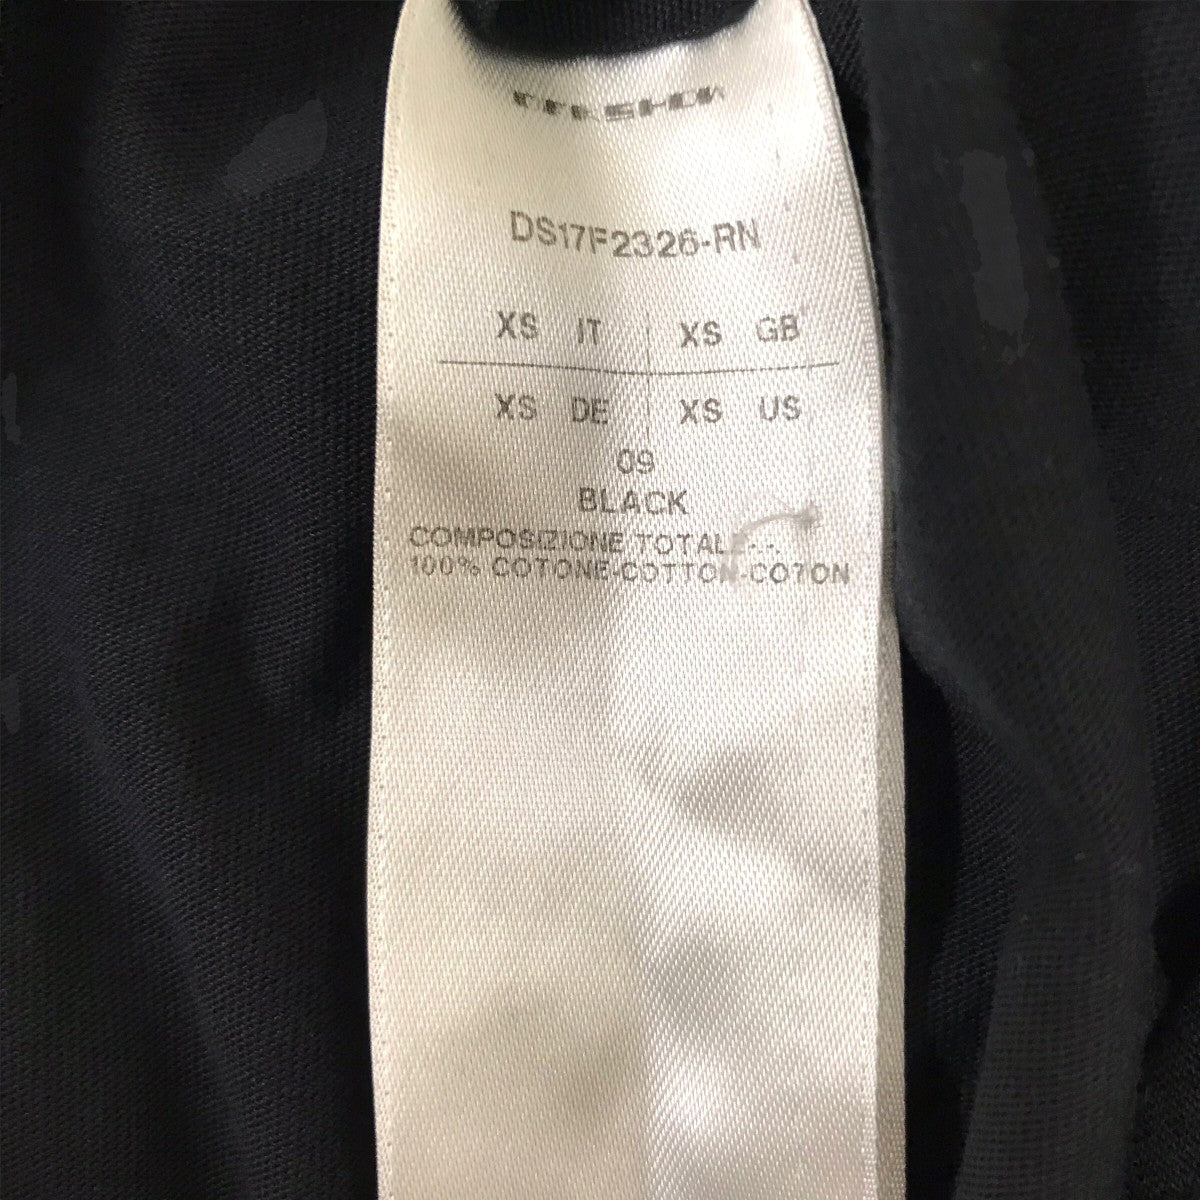 DS17F2326-RN
XS IT XS GB
XS DE XS US
09
BLACK
COMPOSIZIONE TOTALE
100% COTONE-COTTON-COTON